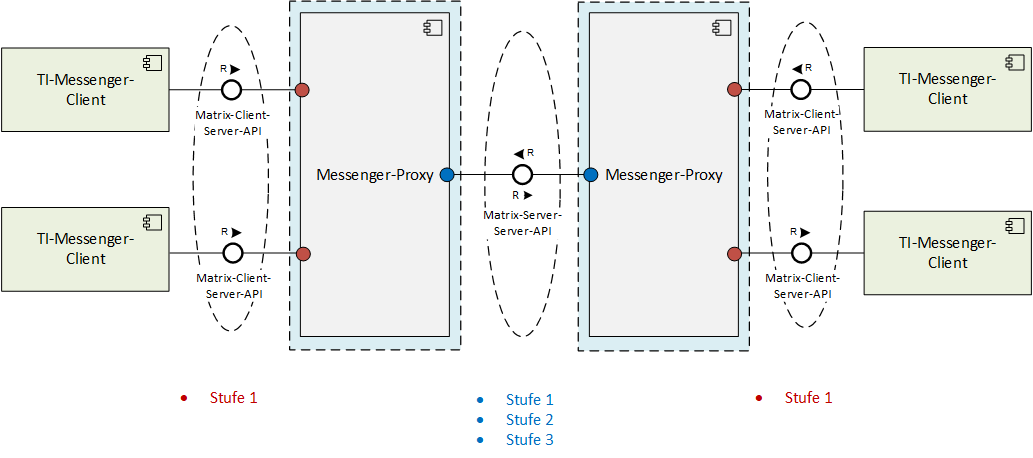 TI-Messenger-
Client
R
Matrix-Client-
Server-API
TI-Messenger-
Client
R
Matrix-Client-
Server-API
Messenger-Proxy
R
R
Matrix-Server-
Server-API
Messenger-Proxy
R
Matrix-Client-
Server-API
TI-Messenger-
Client
R
Matrix-Client-
Server-API
TI-Messenger-
Client
• Stufe 1
• Stufe 1
• Stufe 2
• Stufe 3
• Stufe 1